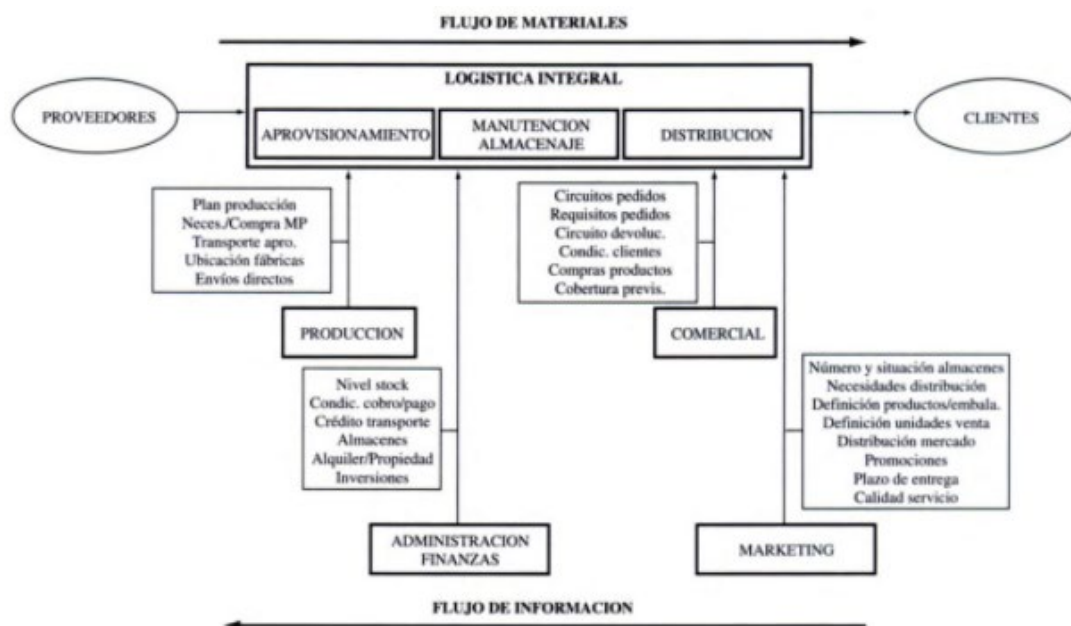 FLUJO DE MATERIALES
LOGISTICA INTEGRAL
PROVEEDORES
APROVISIONAMIENTO
MANUTENCION
ALMACENAJE
DISTRIBUCION
CLIENTES
Plan producción
Neces./Compra MP
Transporte apro.
Ubicación fábricas
Envíos directos
PRODUCCION
Circuitos pedidos
Requisitos pedidos
Circuito devoluc.
Condic. clientes
Compras productos
Cobertura previs.
COMERCIAL
Nivel stock
Condic. cobro/pago
Crédito transporte
Almacenes
Alquiler/Propiedad
Inversiones
ADMINISTRACION
FINANZAS
Número y situación almacenes
Necesidades distribución
Definición productos/embala.
Definición unidades venta
Distribución mercado
Promociones
Plazo de entrega
Calidad servicio
MARKETING
FLUJO DE INFORMACION